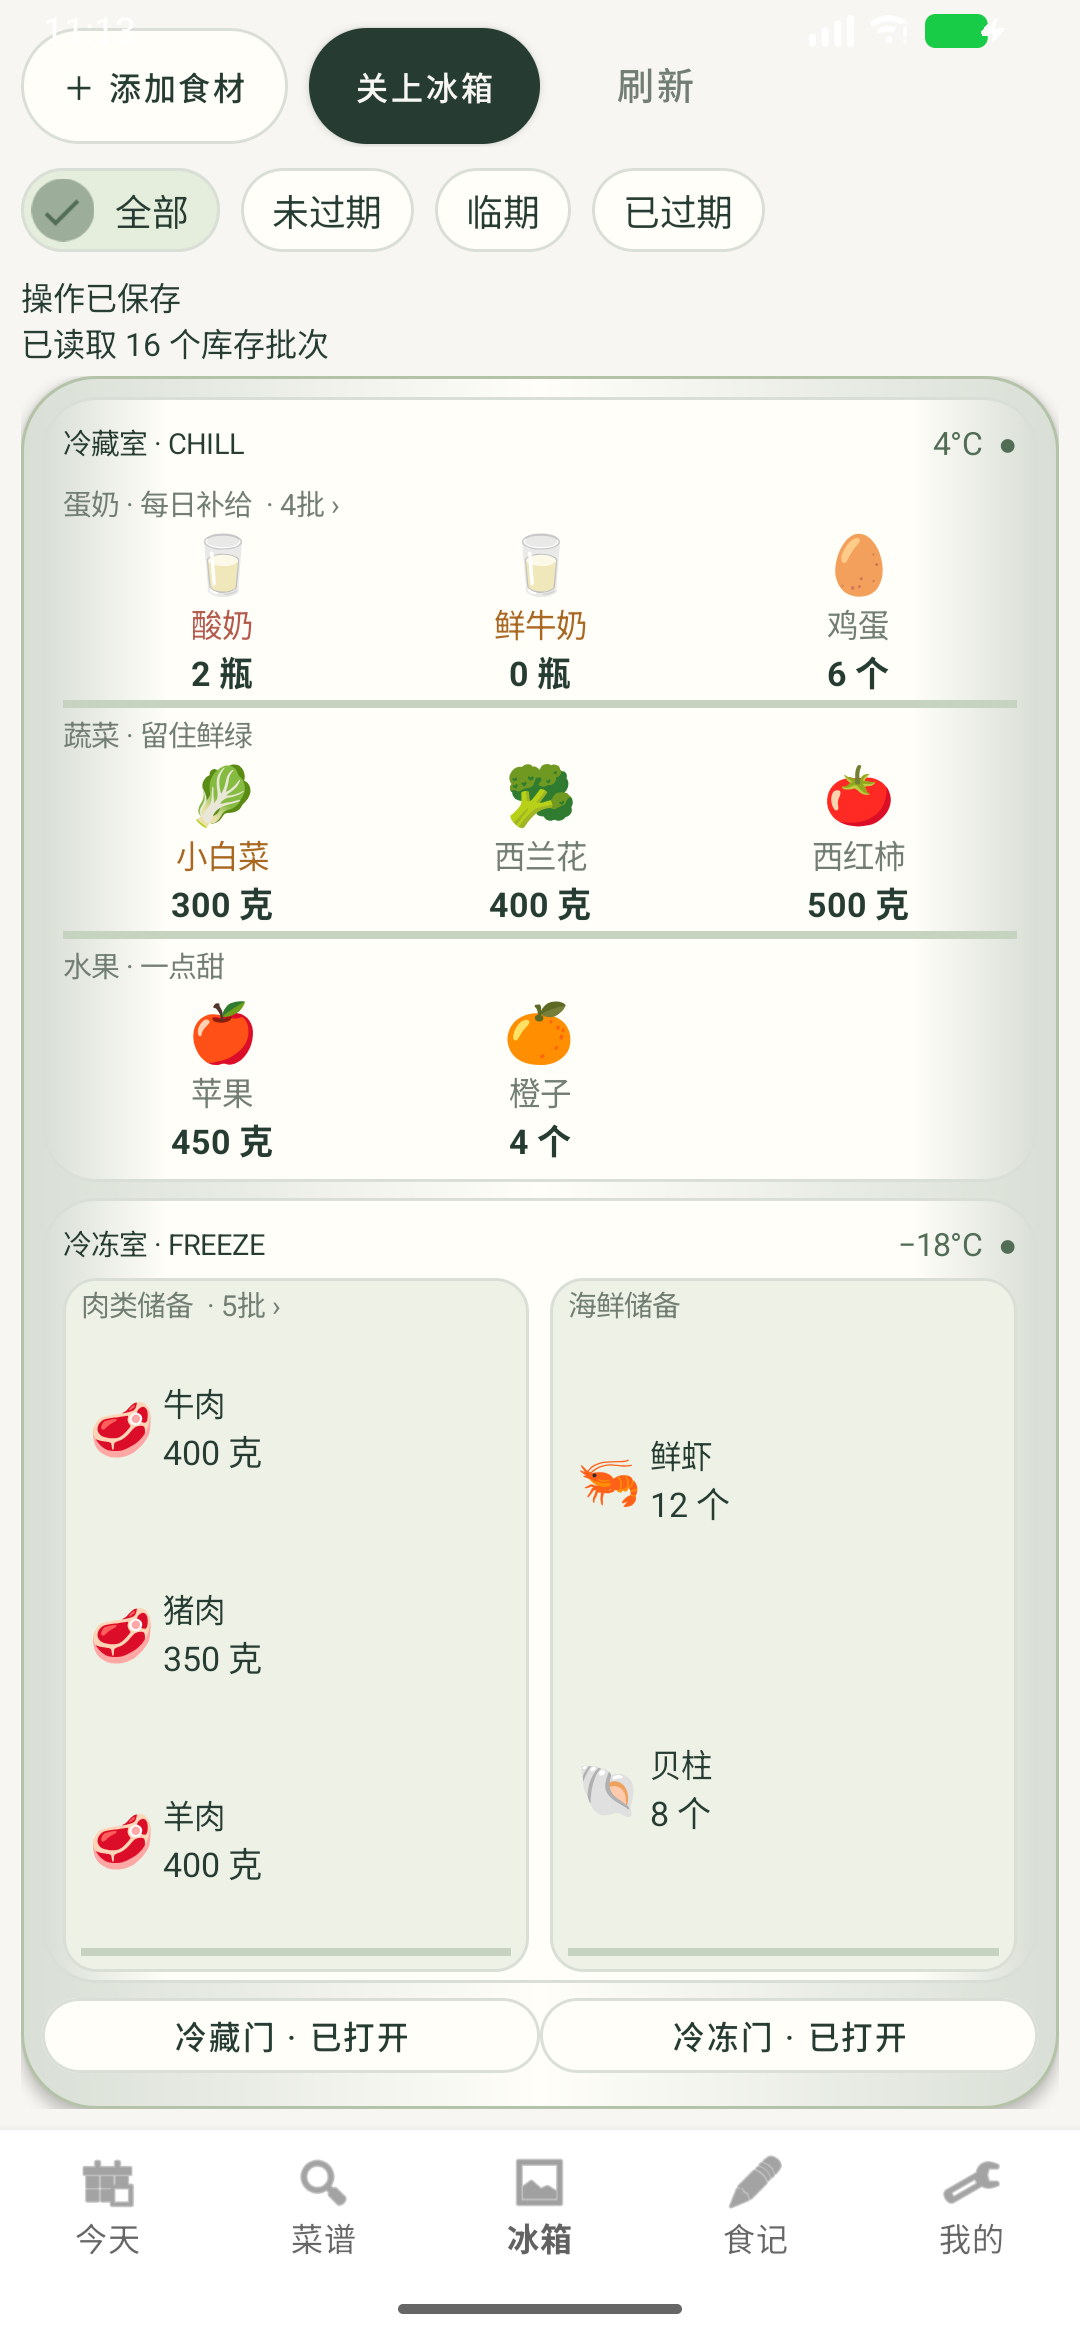 11:13
＋ 添加食材
关上冰箱
刷新
全部
未过期
临期
已过期
操作已保存
已读取 16 个库存批次
冷藏室 · CHILL
4°C ●
蛋奶 · 每日补给 · 4批 ›
酸奶
2 瓶
鲜牛奶
0 瓶
鸡蛋
6 个
蔬菜 · 留住鲜绿
小白菜
300 克
西兰花
400 克
西红柿
500 克
水果 · 一点甜
苹果
450 克
橙子
4 个
冷冻室 · FREEZE
−18°C ●
肉类储备 · 5批 ›
牛肉
400 克
猪肉
350 克
羊肉
400 克
海鲜储备
鲜虾
12 个
贝柱
8 个
冷藏门 · 已打开
冷冻门 · 已打开
今天
菜谱
冰箱
食记
我的